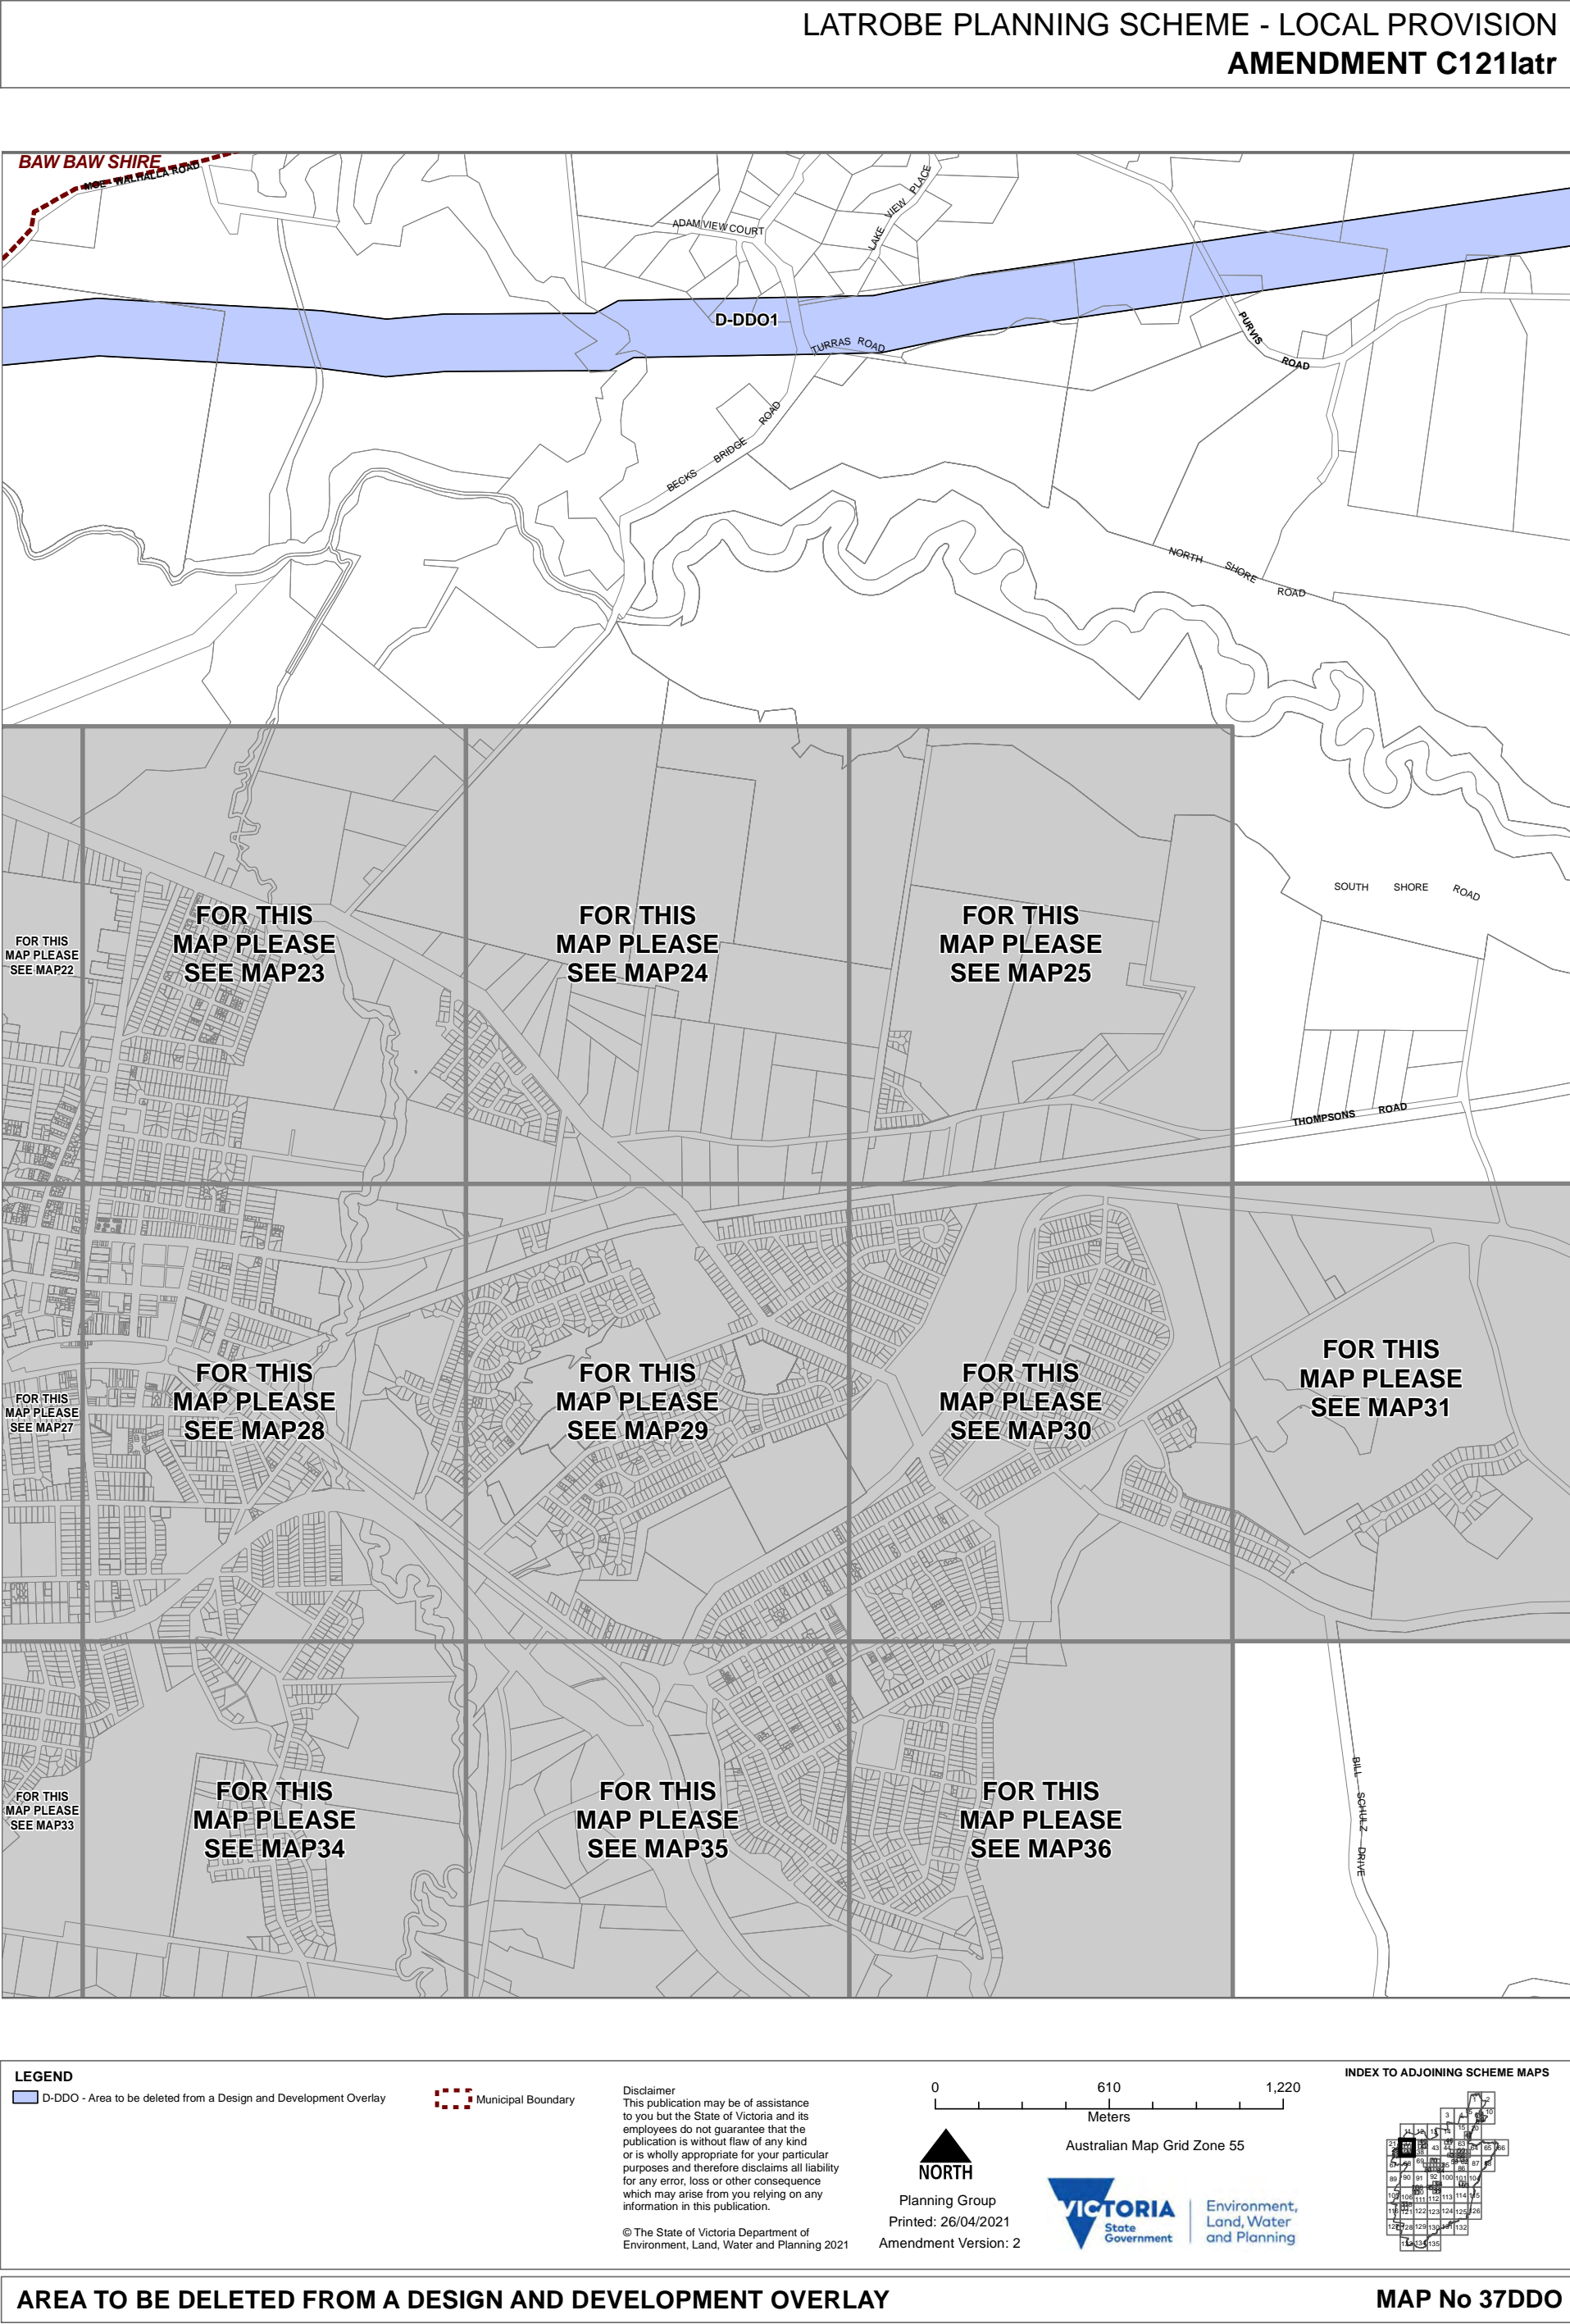 LATROBE PLANNING SCHEME - LOCAL PROVISION
AMENDMENT C121latr
BAW BAW SHIRE
MOE WALHALLA ROAD
ADAM VIEW COURT
LAKE VIEW PLACE
D-DDO1
TURRAS ROAD
PURVIS ROAD
BECKS BRIDGE ROAD
NORTH SHORE ROAD
SOUTH SHORE ROAD
THOMPSONS ROAD
FOR THIS
MAP PLEASE
SEE MAP22
FOR THIS
MAP PLEASE
SEE MAP23
FOR THIS
MAP PLEASE
SEE MAP24
FOR THIS
MAP PLEASE
SEE MAP25
FOR THIS
MAP PLEASE
SEE MAP27
FOR THIS
MAP PLEASE
SEE MAP28
FOR THIS
MAP PLEASE
SEE MAP29
FOR THIS
MAP PLEASE
SEE MAP30
FOR THIS
MAP PLEASE
SEE MAP31
FOR THIS
MAP PLEASE
SEE MAP33
FOR THIS
MAP PLEASE
SEE MAP34
FOR THIS
MAP PLEASE
SEE MAP35
FOR THIS
MAP PLEASE
SEE MAP36
BILL SCHULZ DRIVE
LEGEND
D-DDO - Area to be deleted from a Design and Development Overlay
Municipal Boundary
Disclaimer
This publication may be of assistance
to you but the State of Victoria and its
employees do not guarantee that the
publication is without flaw of any kind
or is wholly appropriate for your particular
purposes and therefore disclaims all liability
for any error, loss or other consequence
which may arise from you relying on any
information in this publication.
© The State of Victoria Department of
Environment, Land, Water and Planning 2021
0 610 1,220
Meters
Australian Map Grid Zone 55
NORTH
Planning Group
Printed: 26/04/2021
Amendment Version: 2
VICTORIA
State
Government
Environment,
Land, Water
and Planning
INDEX TO ADJOINING SCHEME MAPS
AREA TO BE DELETED FROM A DESIGN AND DEVELOPMENT OVERLAY
MAP No 37DDO